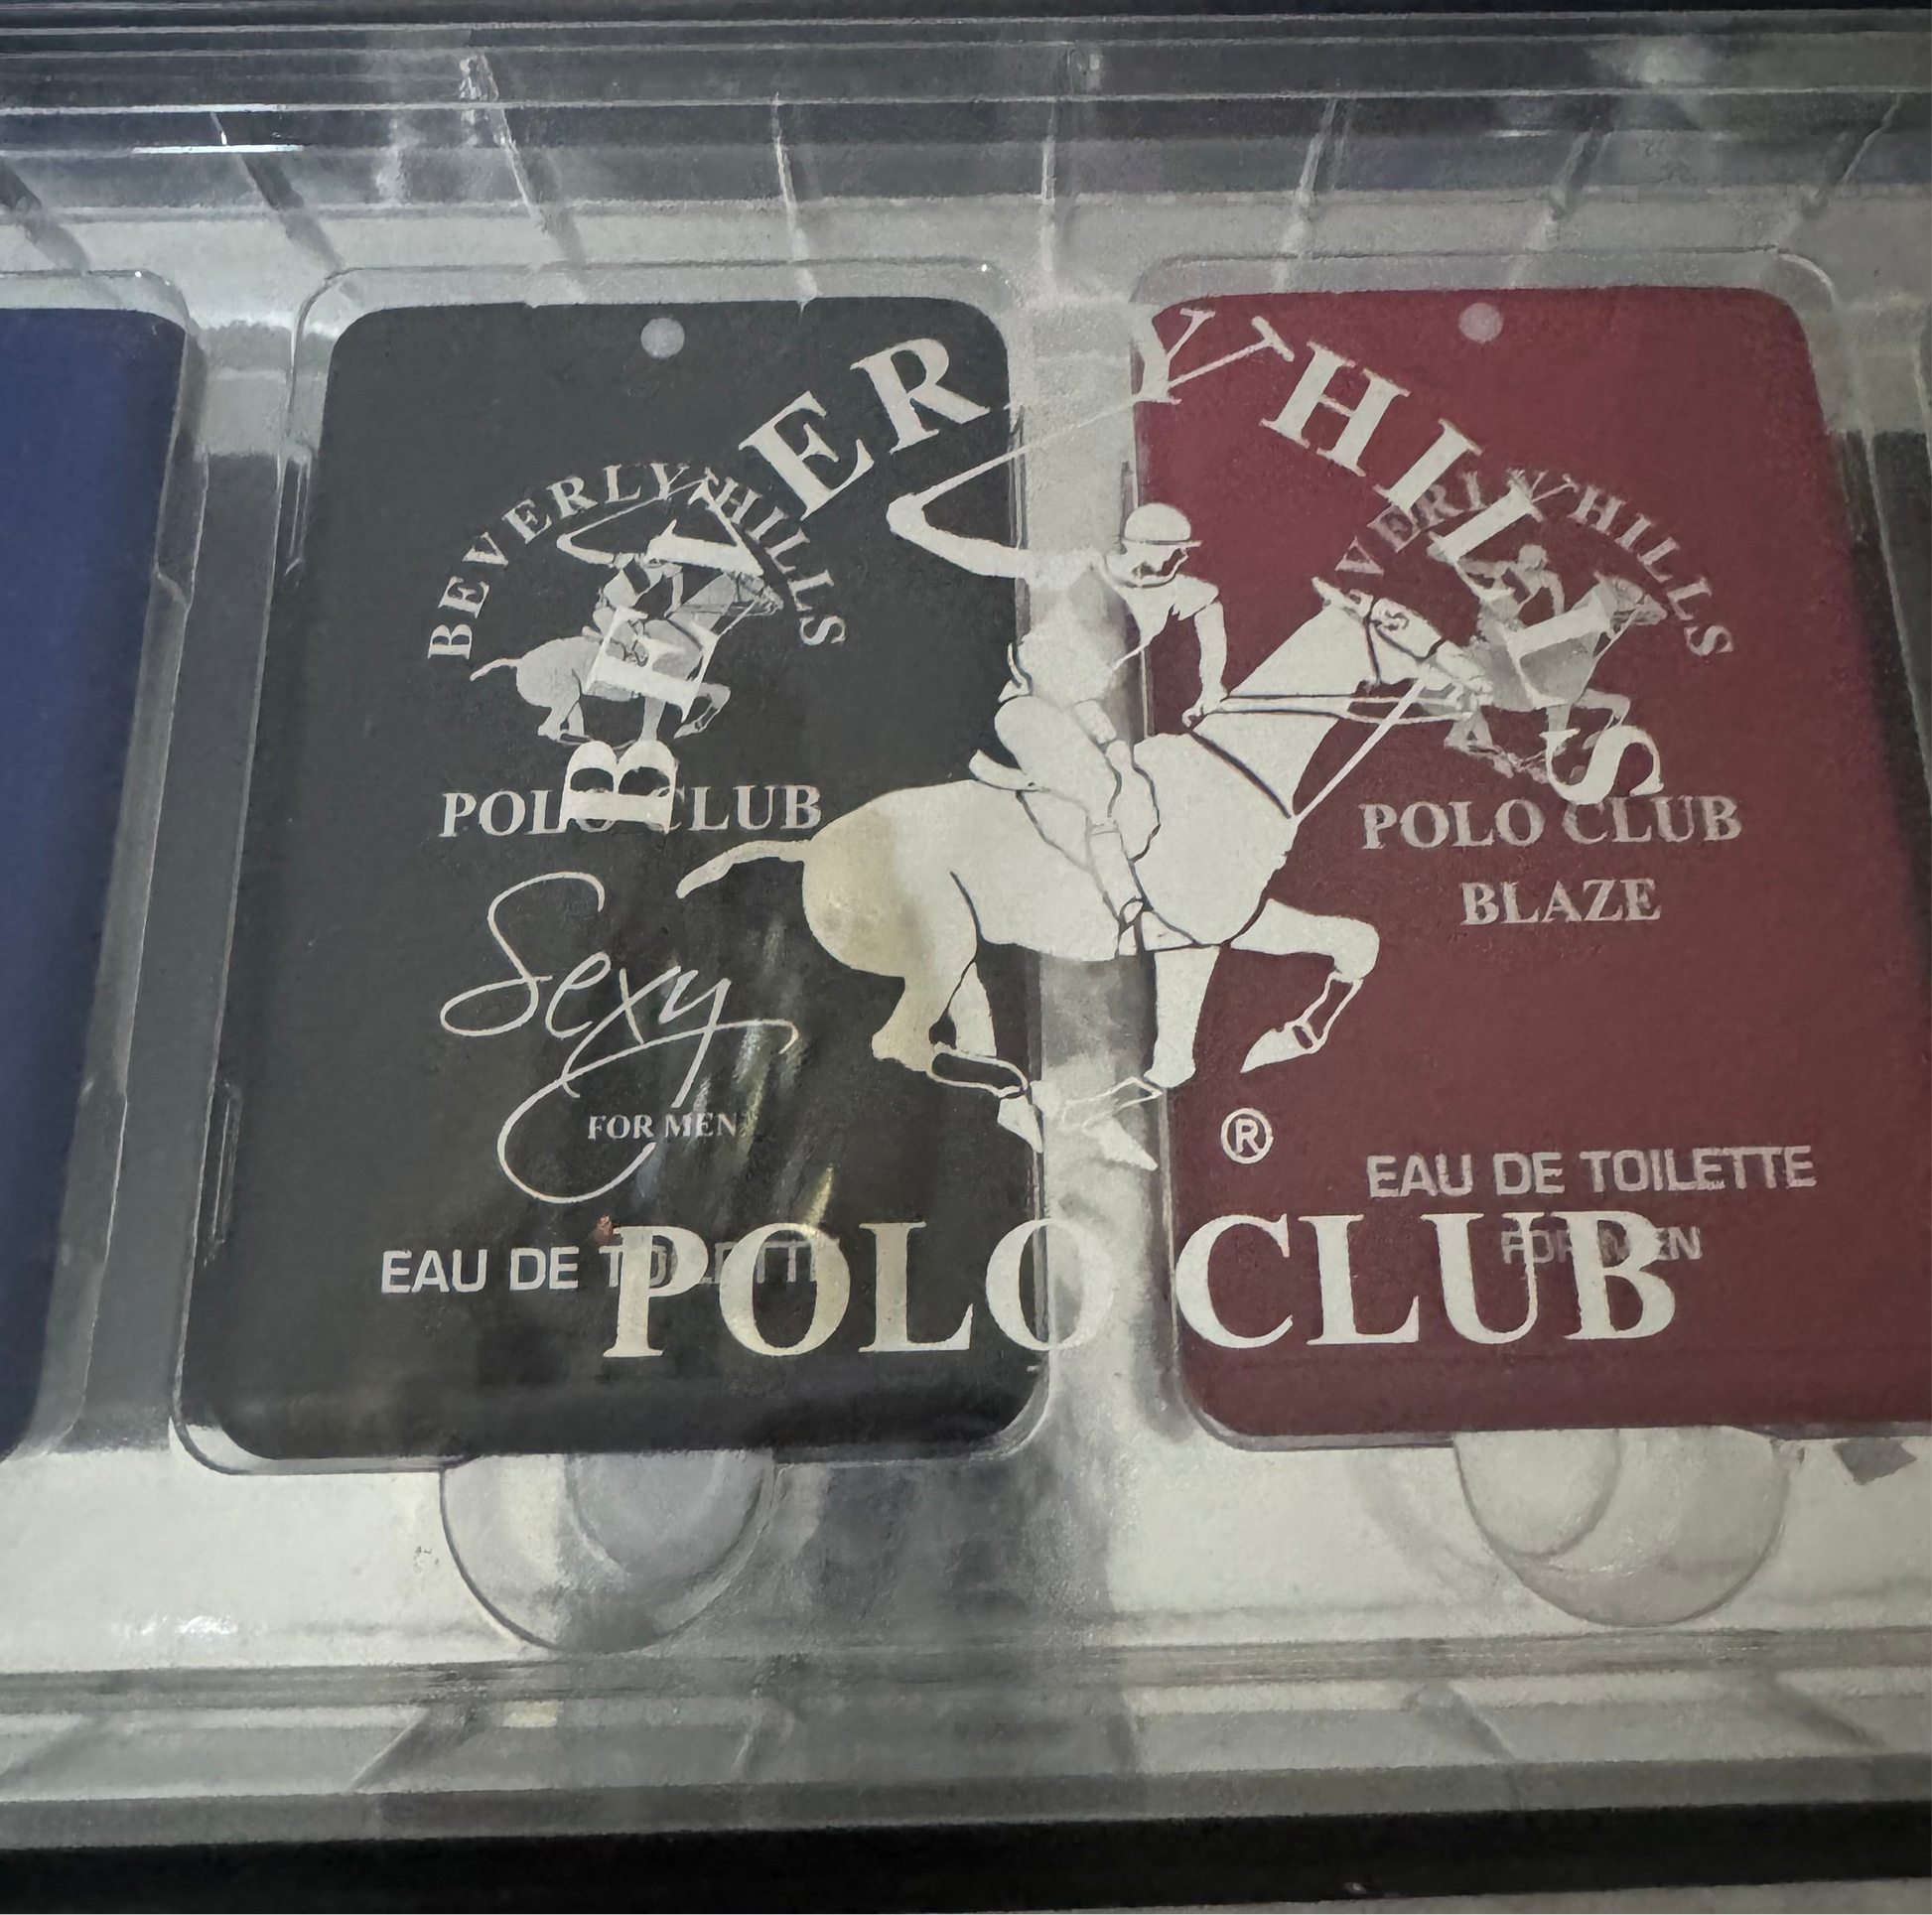 BEVERLY HILLS
®
POLO CLUB
BEVERLY HILLS
POLO CLUB
Sexy
FOR MEN
EAU DE TOILETTE
BEVERLY HILLS
POLO CLUB
BLAZE
EAU DE TOILETTE
FOR MEN